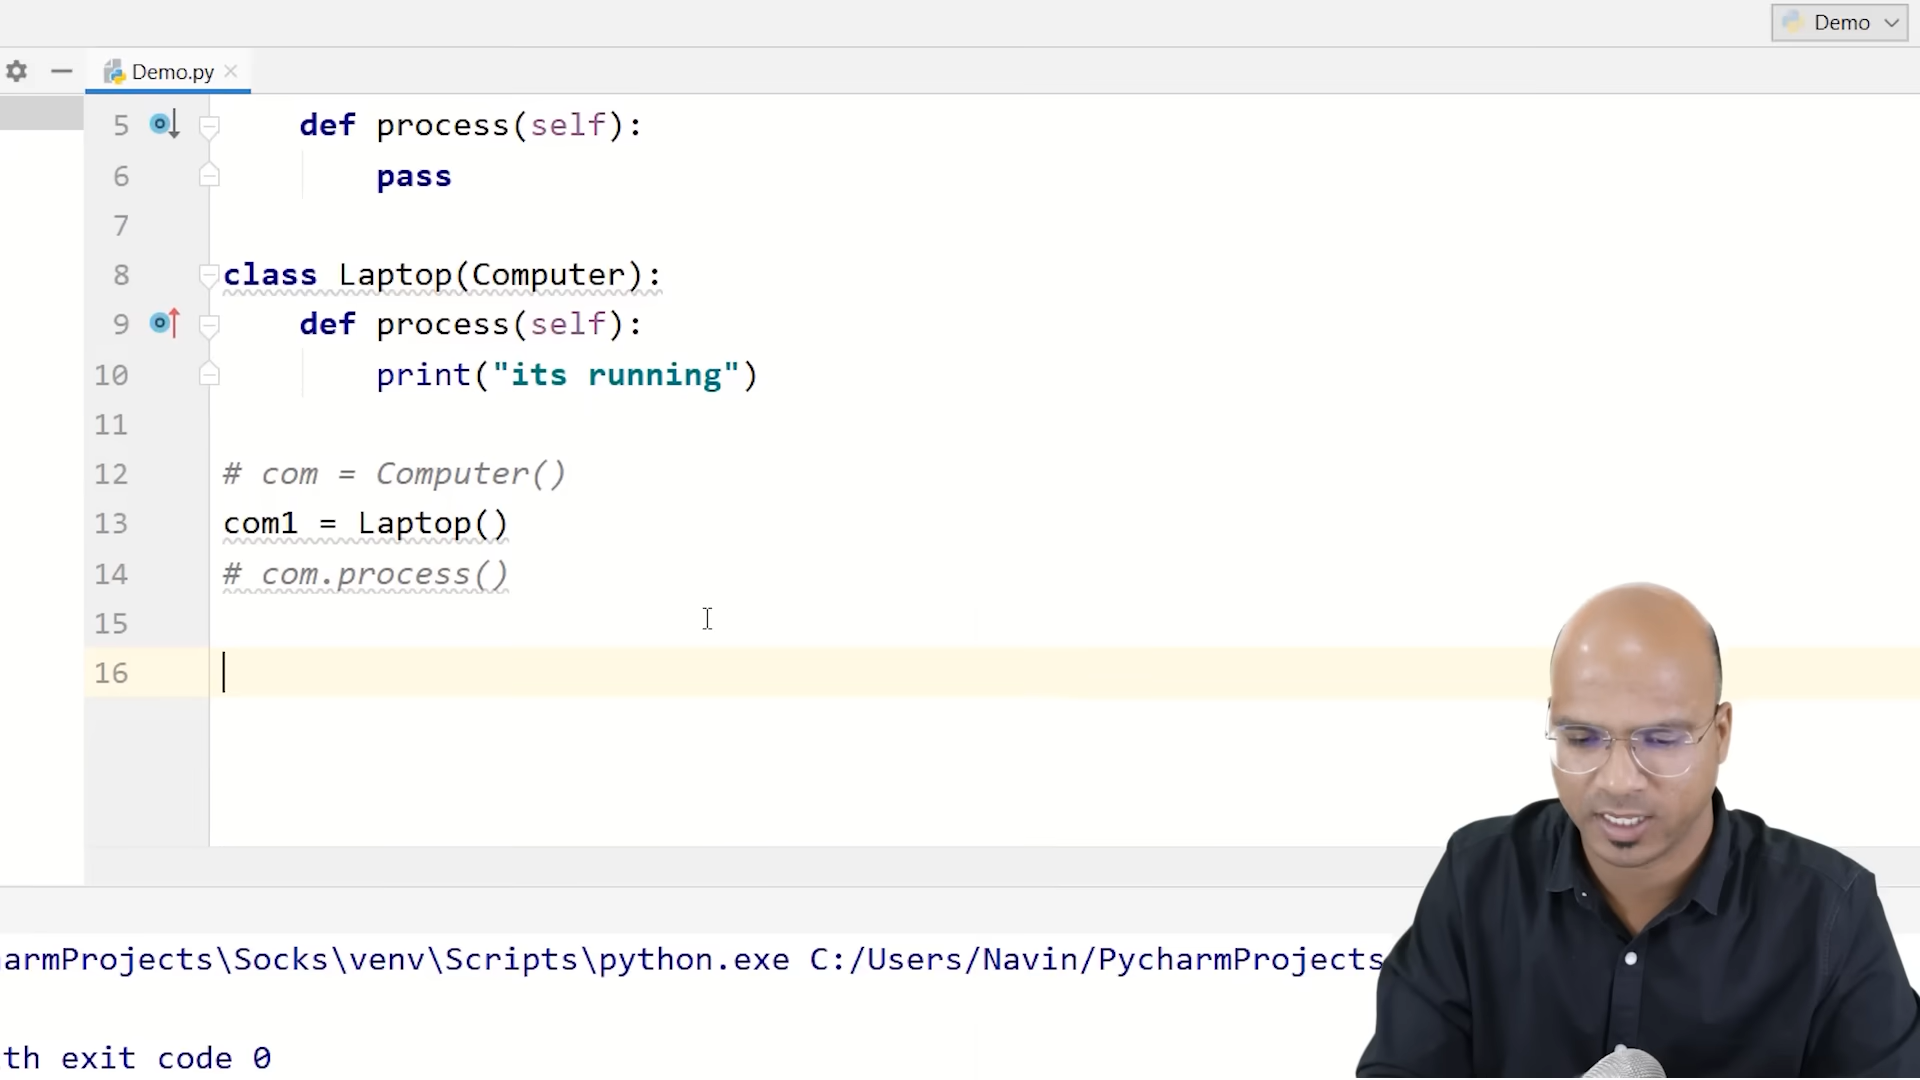 Demo
Demo.py
5 def process(self):
6 pass
7
8 class Laptop(Computer):
9 def process(self):
10 print("its running")
11
12 # com = Computer()
13 com1 = Laptop()
14 # com.process()
15
16
armProjects\Socks\venv\Scripts\python.exe C:/Users/Navin/PycharmProjects
th exit code 0